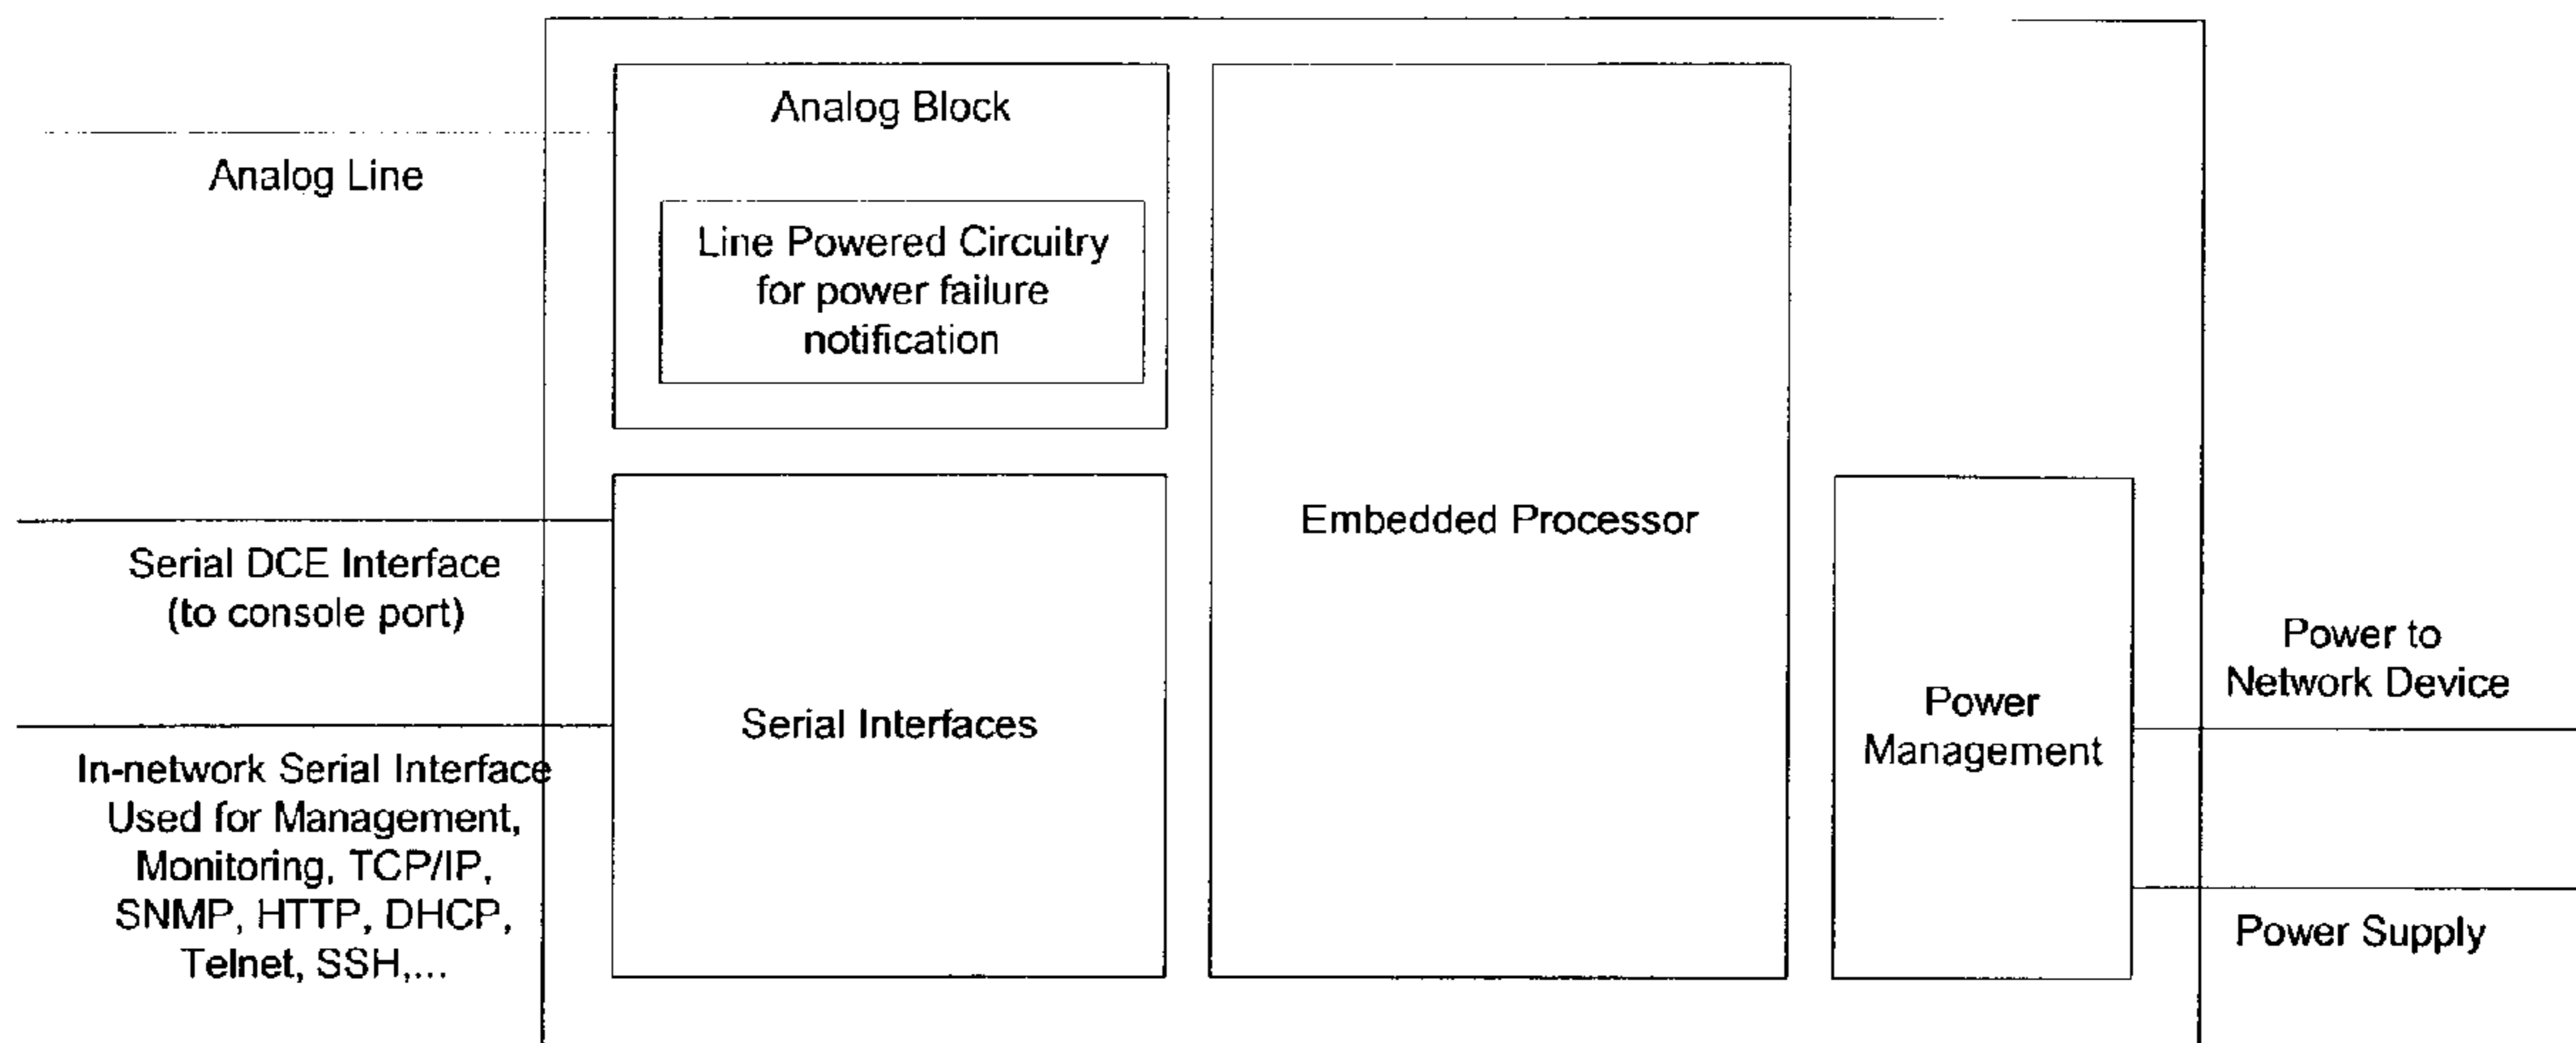 Analog Block
Analog Line
Line Powered Circuitry
for power failure
notification
Serial DCE Interface
(to console port)
Embedded Processor
Serial Interfaces
In-network Serial Interface
Used for Management,
Monitoring, TCP/IP,
SNMP, HTTP, DHCP,
Telnet, SSH,...
Power
Management
Power to
Network Device
Power Supply